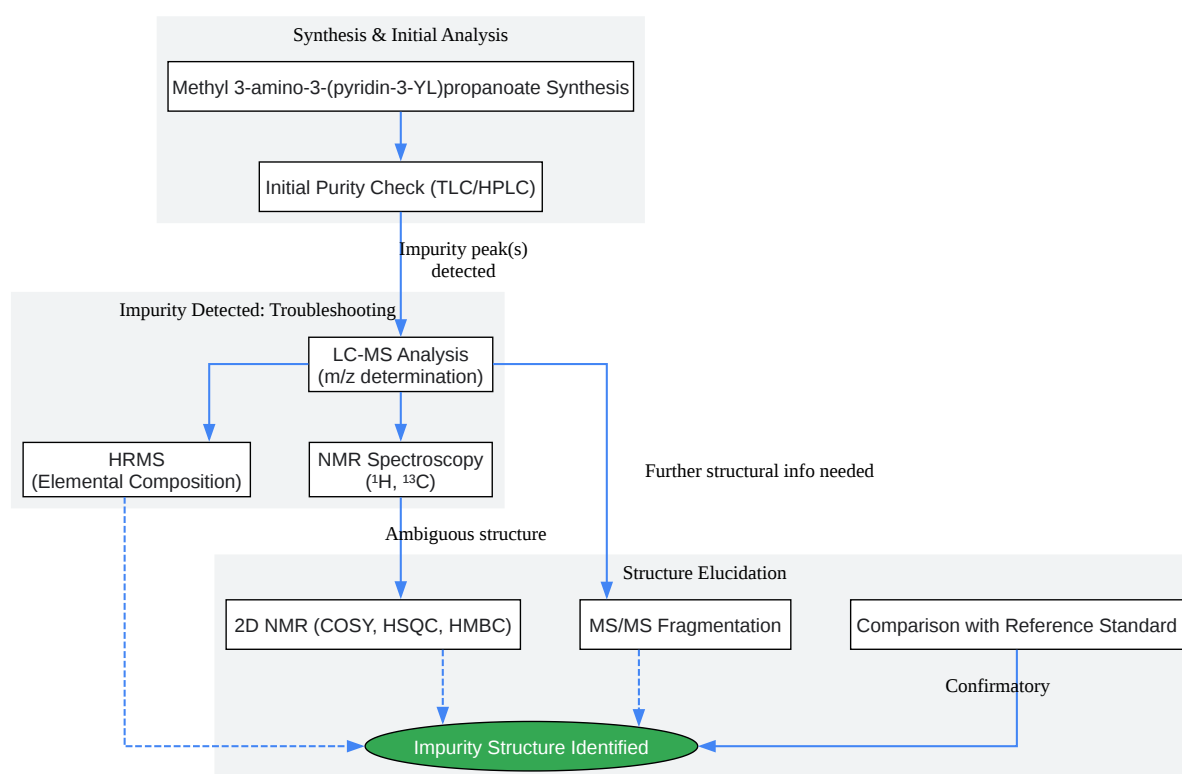 Synthesis & Initial Analysis
Methyl 3-amino-3-(pyridin-3-YL)propanoate Synthesis
Initial Purity Check (TLC/HPLC)
Impurity peak(s)
detected
Impurity Detected: Troubleshooting
LC-MS Analysis
(m/z determination)
HRMS
(Elemental Composition)
NMR Spectroscopy
(¹H, ¹³C)
Further structural info needed
Ambiguous structure
Structure Elucidation
2D NMR (COSY, HSQC, HMBC)
MS/MS Fragmentation
Comparison with Reference Standard
Confirmatory
Impurity Structure Identified